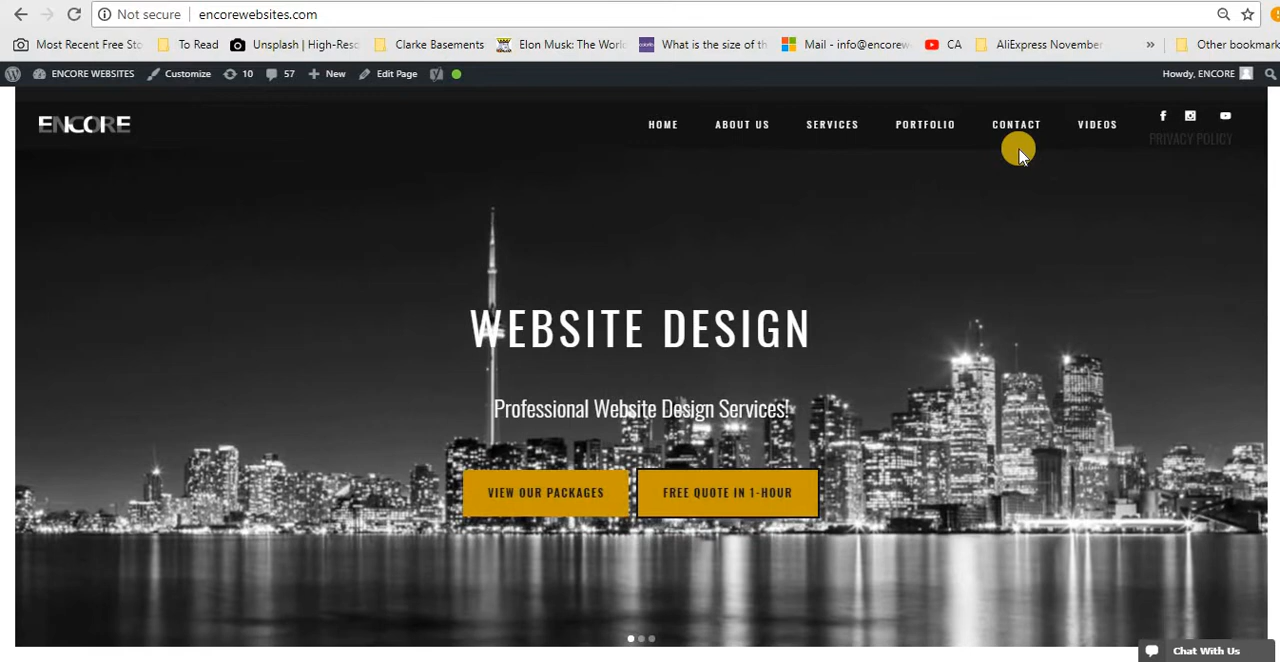 Not secure encorewebsites.com
Most Recent Free Sto To Read Unsplash | High-Reso Clarke Basements Elon Musk: The World What is the size of th Mail - info@encorew CA AliExpress November » Other bookmark
ENCORE WEBSITES Customize 10 57 + New Edit Page Howdy, ENCORE
ENCORE HOME ABOUT US SERVICES PORTFOLIO CONTACT VIDEOS
PRIVACY POLICY
WEBSITE DESIGN
Professional Website Design Services!
VIEW OUR PACKAGES FREE QUOTE IN 1-HOUR
Chat With Us